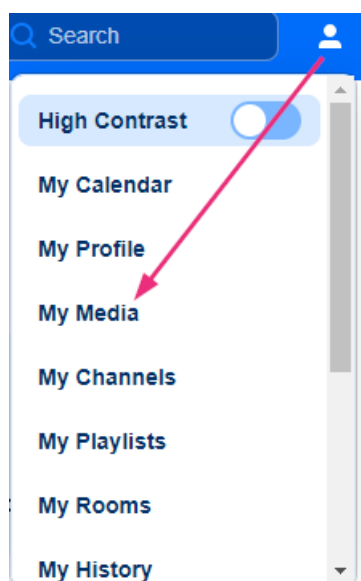 Search
High Contrast
My Calendar
My Profile
My Media
My Channels
My Playlists
My Rooms
My History